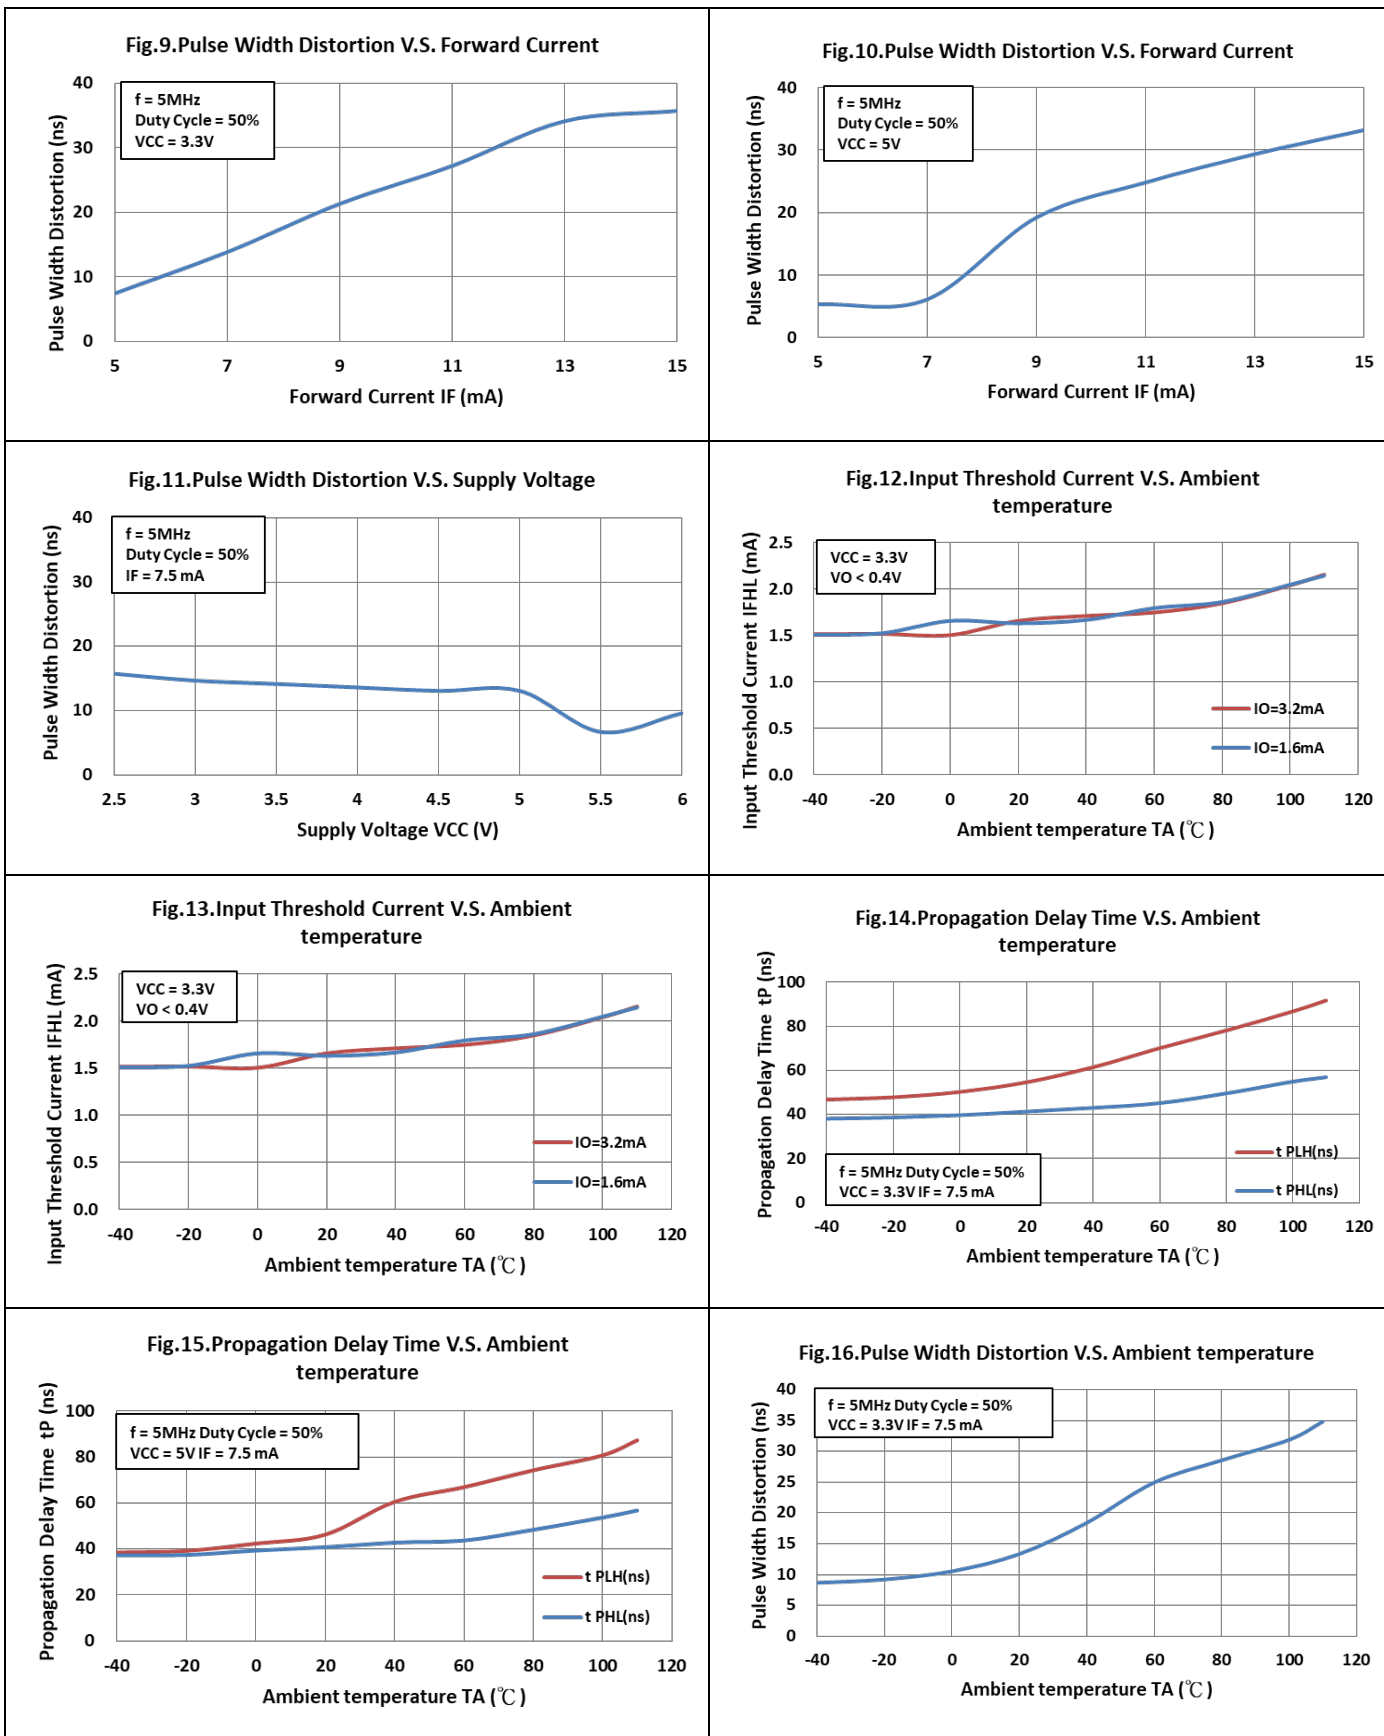 Fig.9.Pulse Width Distortion V.S. Forward Current
Pulse Width Distortion (ns)
f = 5MHz
Duty Cycle = 50%
VCC = 3.3V
40
30
20
10
0
5 7 9 11 13 15
Forward Current IF (mA)
Fig.10.Pulse Width Distortion V.S. Forward Current
Pulse Width Distortion (ns)
f = 5MHz
Duty Cycle = 50%
VCC = 5V
40
30
20
10
0
5 7 9 11 13 15
Forward Current IF (mA)
Fig.11.Pulse Width Distortion V.S. Supply Voltage
Pulse Width Distortion (ns)
f = 5MHz
Duty Cycle = 50%
IF = 7.5 mA
40
30
20
10
0
2.5 3 3.5 4 4.5 5 5.5 6
Supply Voltage VCC (V)
Fig.12.Input Threshold Current V.S. Ambient
temperature
Input Threshold Current IFHL (mA)
VCC = 3.3V
VO < 0.4V
2.5
2.0
1.5
1.0
0.5
0.0
IO=3.2mA
IO=1.6mA
-40 -20 0 20 40 60 80 100 120
Ambient temperature TA (℃)
Fig.13.Input Threshold Current V.S. Ambient
temperature
Input Threshold Current IFHL (mA)
VCC = 3.3V
VO < 0.4V
2.5
2.0
1.5
1.0
0.5
0.0
IO=3.2mA
IO=1.6mA
-40 -20 0 20 40 60 80 100 120
Ambient temperature TA (℃)
Fig.14.Propagation Delay Time V.S. Ambient
temperature
Propagation Delay Time tP (ns)
100
80
60
40
20
0
f = 5MHz Duty Cycle = 50%
VCC = 3.3V IF = 7.5 mA
t PLH(ns)
t PHL(ns)
-40 -20 0 20 40 60 80 100 120
Ambient temperature TA (℃)
Fig.15.Propagation Delay Time V.S. Ambient
temperature
Propagation Delay Time tP (ns)
f = 5MHz Duty Cycle = 50%
VCC = 5V IF = 7.5 mA
100
80
60
40
20
0
t PLH(ns)
t PHL(ns)
-40 -20 0 20 40 60 80 100 120
Ambient temperature TA (℃)
Fig.16.Pulse Width Distortion V.S. Ambient temperature
Pulse Width Distortion (ns)
f = 5MHz Duty Cycle = 50%
VCC = 3.3V IF = 7.5 mA
40
35
30
25
20
15
10
5
0
-40 -20 0 20 40 60 80 100 120
Ambient temperature TA (℃)